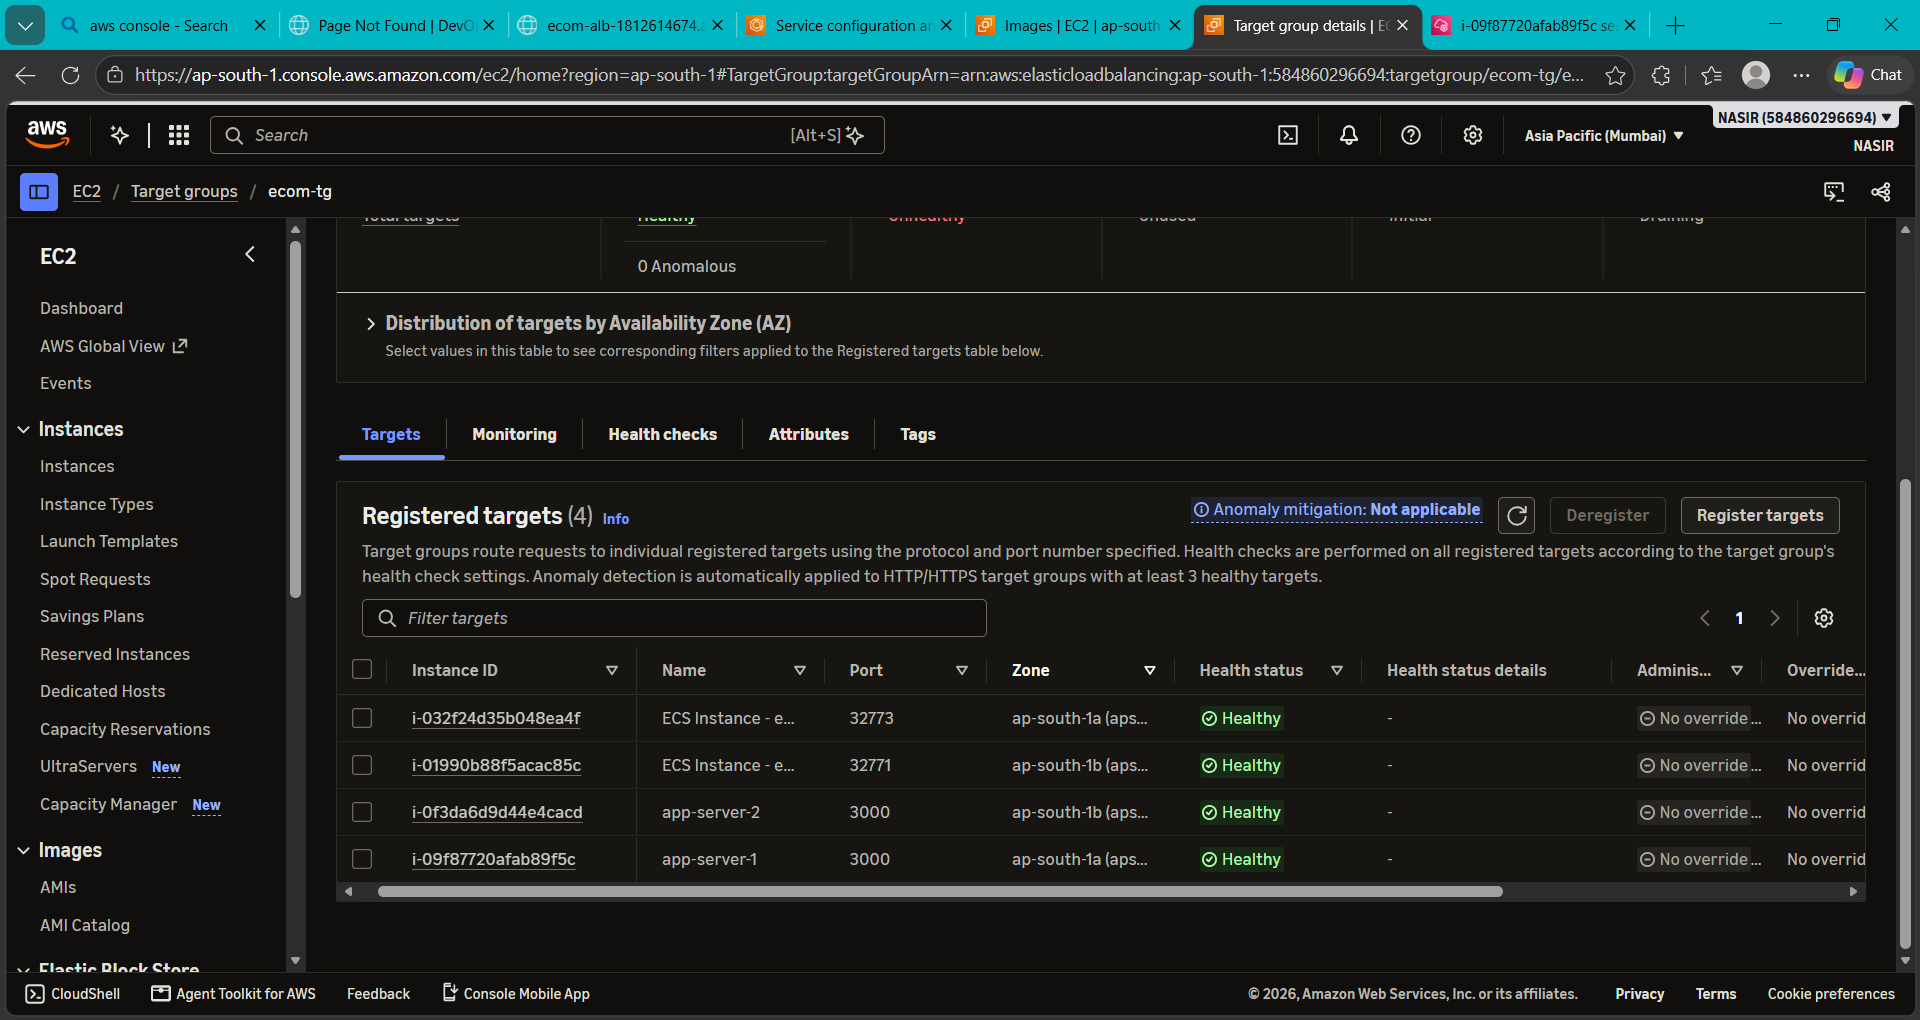 aws console - Search
Page Not Found | DevO
ecom-alb-1812614674.a
Service configuration an
Images | EC2 | ap-south
Target group details | EC
i-09f87720afab89f5c se
https://ap-south-1.console.aws.amazon.com/ec2/home?region=ap-south-1#TargetGroup:targetGroupArn=arn:aws:elasticloadbalancing:ap-south-1:584860296694:targetgroup/ecom-tg/e...
Chat
aws
Search
[Alt+S]
Asia Pacific (Mumbai)
NASIR (584860296694)
NASIR
EC2 / Target groups / ecom-tg
EC2
Dashboard
AWS Global View
Events
Instances
Instances
Instance Types
Launch Templates
Spot Requests
Savings Plans
Reserved Instances
Dedicated Hosts
Capacity Reservations
UltraServers New
Capacity Manager New
Images
AMIs
AMI Catalog
Elastic Block Store
Total targets
Healthy
Unhealthy
Unused
Initial
Draining
0 Anomalous
Distribution of targets by Availability Zone (AZ)
Select values in this table to see corresponding filters applied to the Registered targets table below.
Targets
Monitoring
Health checks
Attributes
Tags
Registered targets (4) Info
Anomaly mitigation: Not applicable
Deregister
Register targets
Target groups route requests to individual registered targets using the protocol and port number specified. Health checks are performed on all registered targets according to the target group's
health check settings. Anomaly detection is automatically applied to HTTP/HTTPS target groups with at least 3 healthy targets.
Filter targets
1
Instance ID Name Port Zone Health status Health status details Adminis... Override...
i-032f24d35b048ea4f ECS Instance - e... 32773 ap-south-1a (aps... Healthy - No override ... No overrid
i-01990b88f5acac85c ECS Instance - e... 32771 ap-south-1b (aps... Healthy - No override ... No overrid
i-0f3da6d9d44e4cacd app-server-2 3000 ap-south-1b (aps... Healthy - No override ... No overrid
i-09f87720afab89f5c app-server-1 3000 ap-south-1a (aps... Healthy - No override ... No overrid
CloudShell
Agent Toolkit for AWS
Feedback
Console Mobile App
© 2026, Amazon Web Services, Inc. or its affiliates.
Privacy
Terms
Cookie preferences